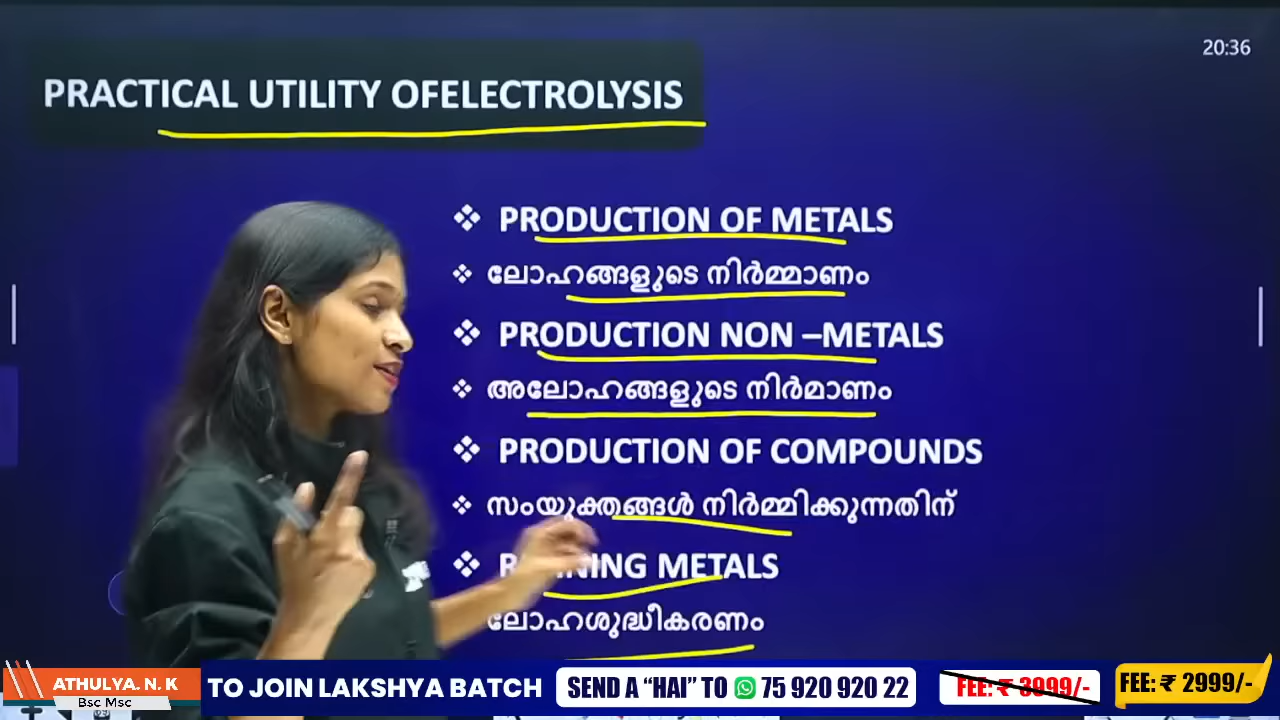 20:36
PRACTICAL UTILITY OFELECTROLYSIS
❖ PRODUCTION OF METALS
❖ ലോഹങ്ങളുടെ നിർമ്മാണം
❖ PRODUCTION NON –METALS
❖ അലോഹങ്ങളുടെ നിർമാണം
❖ PRODUCTION OF COMPOUNDS
❖ സംയുക്തങ്ങൾ നിർമ്മിക്കുന്നതിന്
❖ METALS
ലോഹശുദ്ധീകരണം
ATHULYA. N. K
Bsc Msc
TO JOIN LAKSHYA BATCH
SEND A “HAI” TO 75 920 920 22
FEE: ₹ 3999/-
FEE: ₹ 2999/-